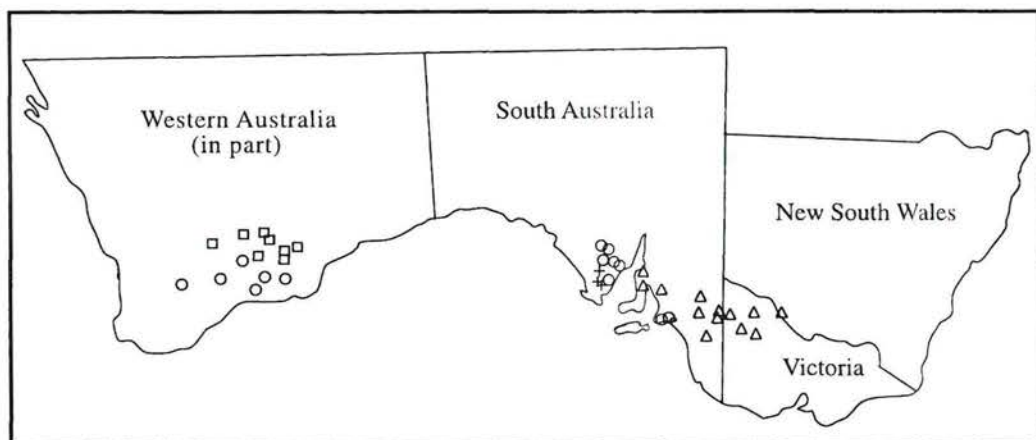 Western Australia
(in part)
South Australia
New South Wales
Victoria